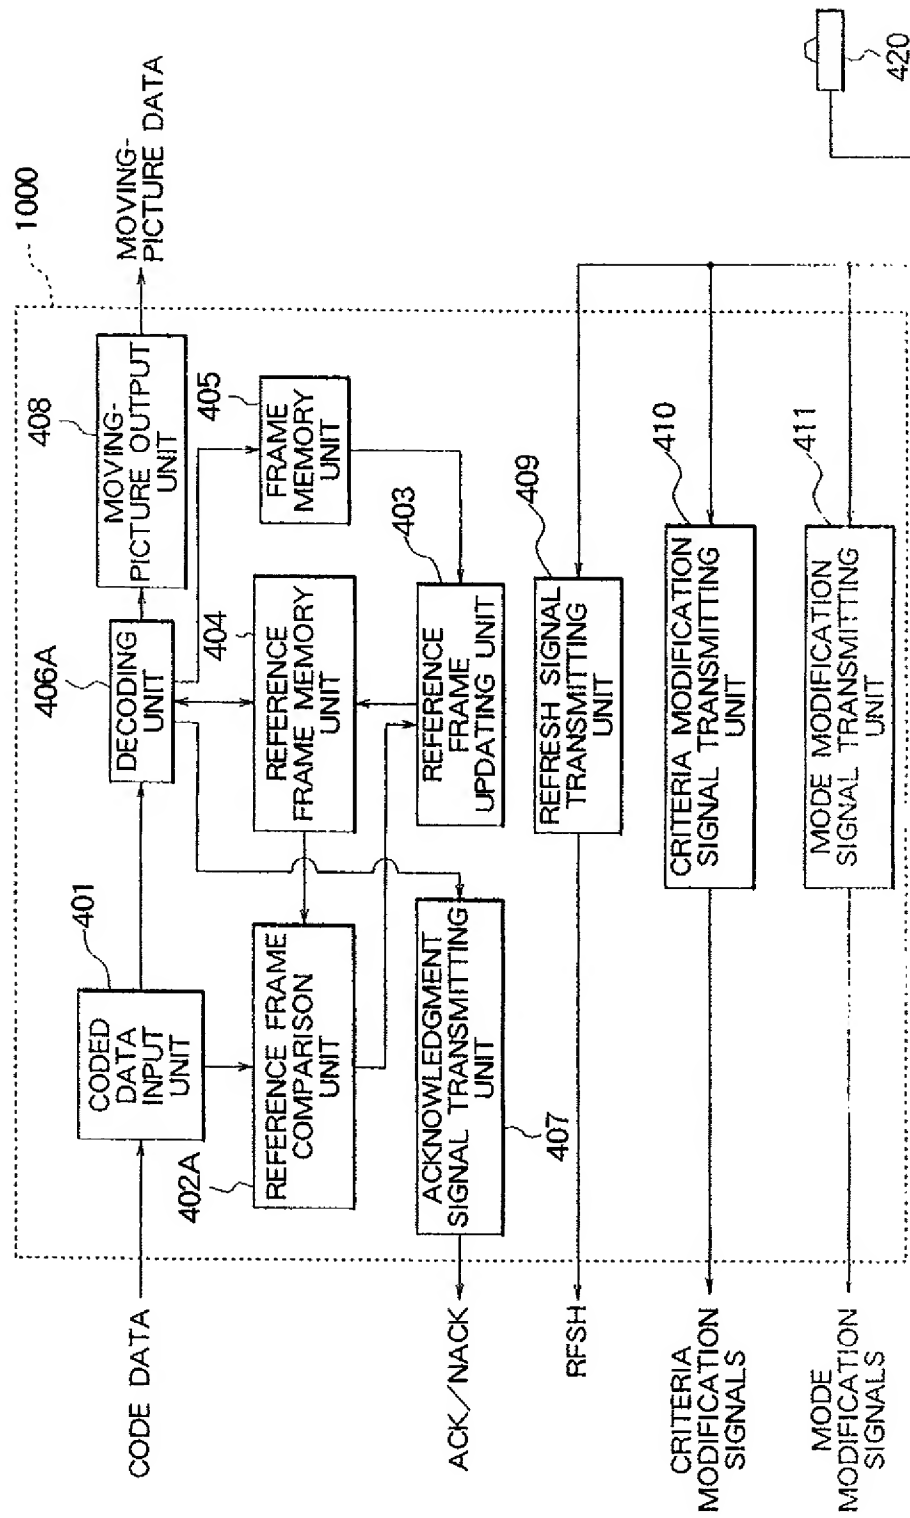 1000
MOVING-
PICTURE DATA
408
MOVING-
PICTURE OUTPUT
UNIT
406A
DECODING
UNIT
405
FRAME
MEMORY
UNIT
401
CODED
DATA
INPUT
UNIT
CODE DATA
404
REFERENCE
FRAME MEMORY
UNIT
402A
REFERENCE FRAME
COMPARISON
UNIT
403
REFERENCE
FRAME
UPDATING UNIT
ACKNOWLEDGMENT
SIGNAL TRANSMITTING
UNIT
407
ACK/NACK
409
REFRESH SIGNAL
TRANSMITTING
UNIT
RFSH
410
CRITERIA MODIFICATION
SIGNAL TRANSMITTING
UNIT
CRITERIA
MODIFICATION
SIGNALS
411
MODE MODIFICATION
SIGNAL TRANSMITTING
UNIT
MODE
MODIFICATION
SIGNALS
420